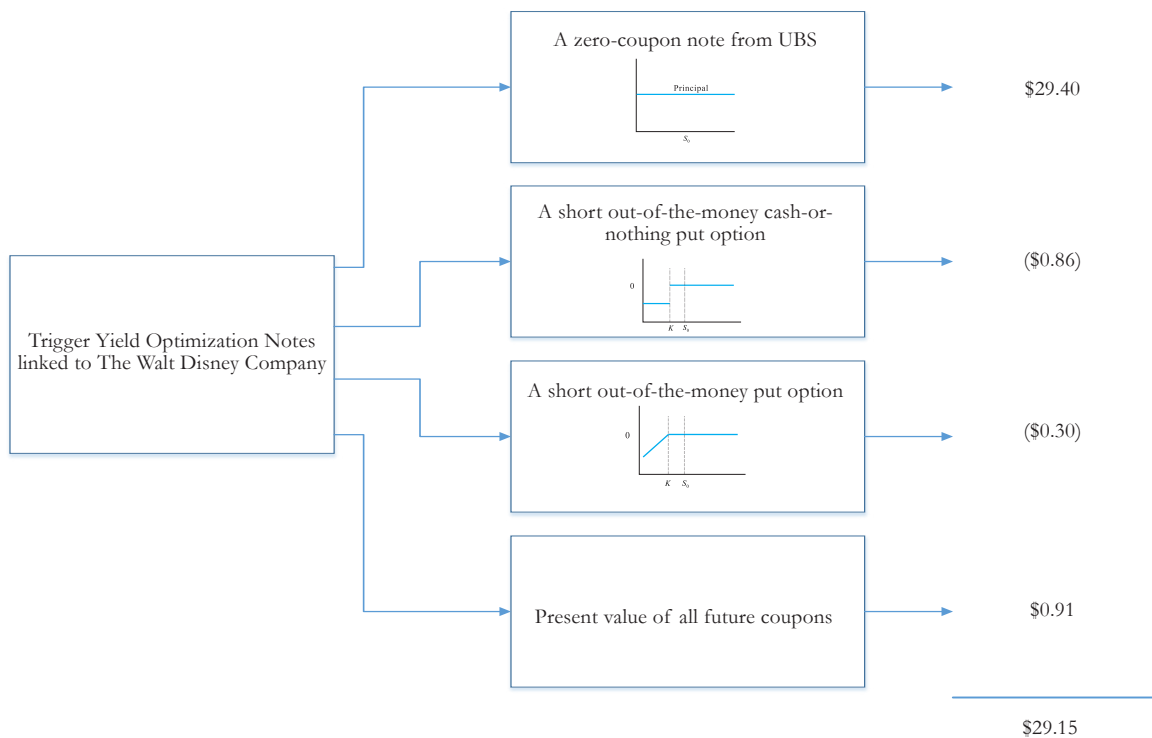 A zero-coupon note from UBS
Principal
S₀
$29.40
A short out-of-the-money cash-or-
nothing put option
0
K S₀
($0.86)
Trigger Yield Optimization Notes
linked to The Walt Disney Company
A short out-of-the-money put option
0
K S₀
($0.30)
Present value of all future coupons
$0.91
$29.15